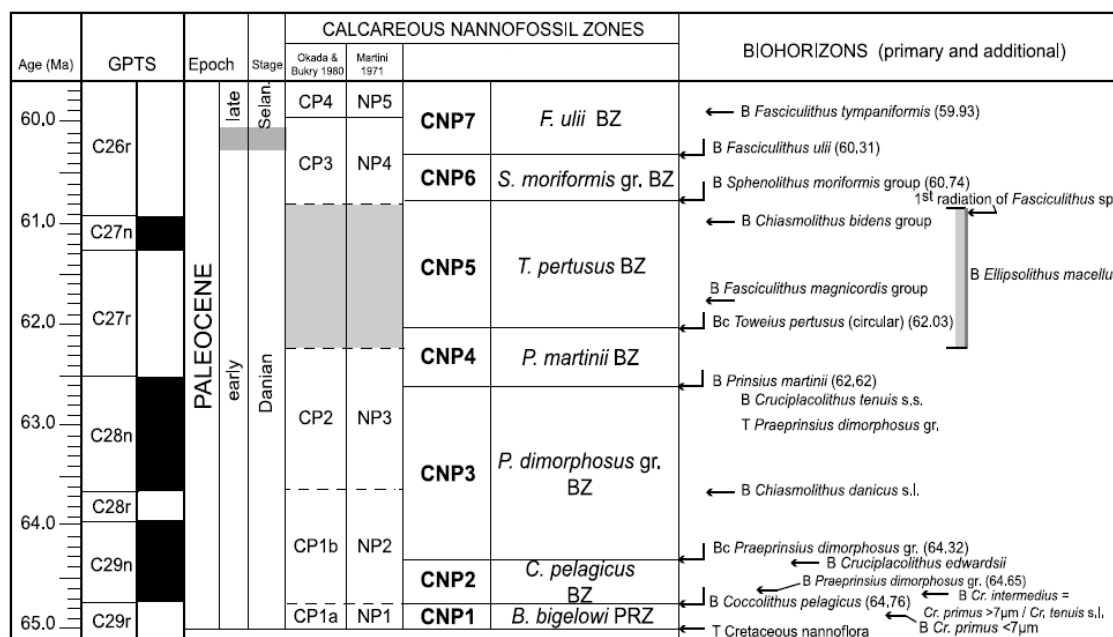 CALCAREOUS NANNOFOSSIL ZONES
BIOHORIZONS (primary and additional)
Age (Ma)
GPTS
Epoch
Stage
Okada &
Bukry 1980
Martini
1971
60.0
61.0
62.0
63.0
64.0
65.0
C26r
C27n
C27r
C28n
C28r
C29n
C29r
PALEOCENE
late
early
Selan.
Danian
CP4
CP3
CP2
CP1b
CP1a
NP5
NP4
NP3
NP2
NP1
CNP7
F. ulii BZ
CNP6
S. moriformis gr. BZ
CNP5
T. pertusus BZ
CNP4
P. martinii BZ
CNP3
P. dimorphosus gr.
BZ
CNP2
C. pelagicus
BZ
CNP1
B. bigelowi PRZ
B Fasciculithus tympaniformis (59.93)
B Fasciculithus ulii (60,31)
B Sphenolithus moriformis group (60.74)
1st radiation of Fasciculithus sp
B Chiasmolithus bidens group
B Ellipsolithus macellu
B Fasciculithus magnicordis group
Bc Toweius pertusus (circular) (62.03)
B Prinsius martinii (62,62)
B Cruciplacolithus tenuis s.s.
T Praeprinsius dimorphosus gr.
B Chiasmolithus danicus s.l.
Bc Praeprinsius dimorphosus gr. (64.32)
B Cruciplacolithus edwardsii
B Praeprinsius dimorphosus gr. (64.65)
B Coccolithus pelagicus (64,76)
B Cr. intermedius =
Cr. primus >7µm / Cr, tenuis s,l,
B Cr. primus <7µm
T Cretaceous nannoflora